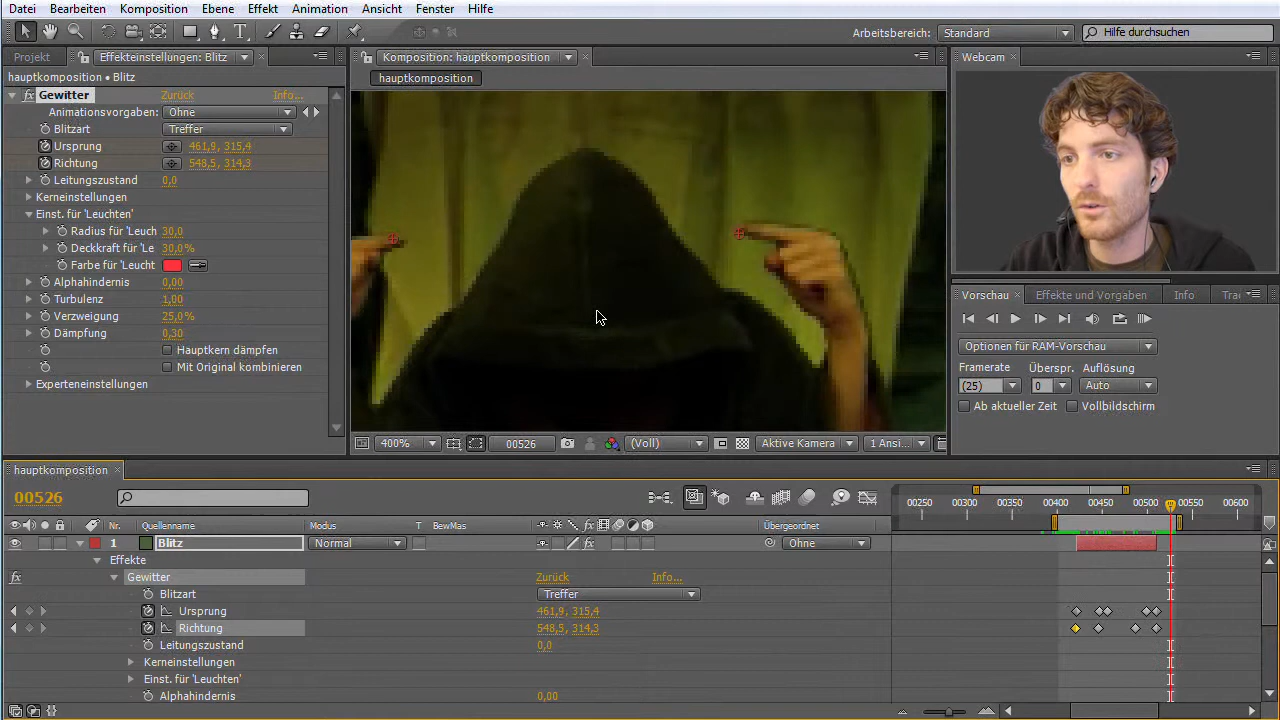 Datei Bearbeiten Komposition Ebene Effekt Animation Ansicht Fenster Hilfe
Arbeitsbereich: Standard Hilfe durchsuchen
Projekt Effekteinstellungen: Blitz Komposition: hauptkomposition Webcam
hauptkomposition • Blitz hauptkomposition
fx Gewitter Zurück Info...
Animationsvorgaben: Ohne
Blitzart Treffer
Ursprung 461,9, 315,4
Richtung 548,5, 314,3
Leitungszustand 0,0
Kerneinstellungen
Einst. für 'Leuchten'
Radius für 'Leuch 30,0
Deckkraft für 'Le 30,0%
Farbe für 'Leucht
Alphahindernis 0,00
Turbulenz 1,00
Verzweigung 25,0%
Dämpfung 0,30
Hauptkern dämpfen
Mit Original kombinieren
Experteneinstellungen
Vorschau Effekte und Vorgaben Info Trac
Optionen für RAM-Vorschau
Framerate Überspr. Auflösung
(25) 0 Auto
Ab aktueller Zeit Vollbildschirm
400% 00526 (Voll) Aktive Kamera 1 Ansi...
hauptkomposition
00526
00250 00300 00350 00400 00450 00500 00550 00600
Nr. Quellenname Modus T BewMas fx Übergeordnet
1 Blitz Normal fx Ohne
Effekte
fx Gewitter Zurück Info...
Blitzart Treffer
Ursprung 461,9, 315,4
Richtung 548,5, 314,3
Leitungszustand 0,0
Kerneinstellungen
Einst. für 'Leuchten'
Alphahindernis 0,00